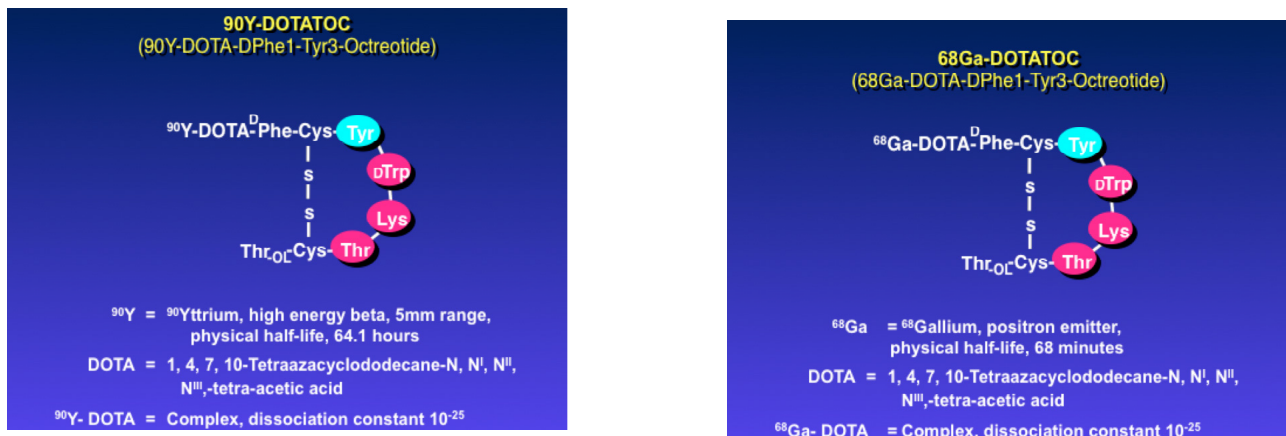 90Y-DOTATOC
(90Y-DOTA-DPhe1-Tyr3-Octreotide)
⁹⁰Y-DOTA-ᴰPhe-Cys-Tyr
S
DTrp
S
Lys
Thr-OL-Cys-Thr
⁹⁰Y = ⁹⁰Yttrium, high energy beta, 5mm range,
physical half-life, 64.1 hours
DOTA = 1, 4, 7, 10-Tetraazacyclododecane-N, Nᴵ, Nᴵᴵ,
Nᴵᴵᴵ,-tetra-acetic acid
⁹⁰Y- DOTA = Complex, dissociation constant 10⁻²⁵
68Ga-DOTATOC
(68Ga-DOTA-DPhe1-Tyr3-Octreotide)
⁶⁸Ga-DOTA-ᴰPhe-Cys-Tyr
S
DTrp
S
Lys
Thr-OL-Cys-Thr
⁶⁸Ga = ⁶⁸Gallium, positron emitter,
physical half-life, 68 minutes
DOTA = 1, 4, 7, 10-Tetraazacyclododecane-N, Nᴵ, Nᴵᴵ,
Nᴵᴵᴵ,-tetra-acetic acid
⁶⁸Ga- DOTA = Complex, dissociation constant 10⁻²⁵